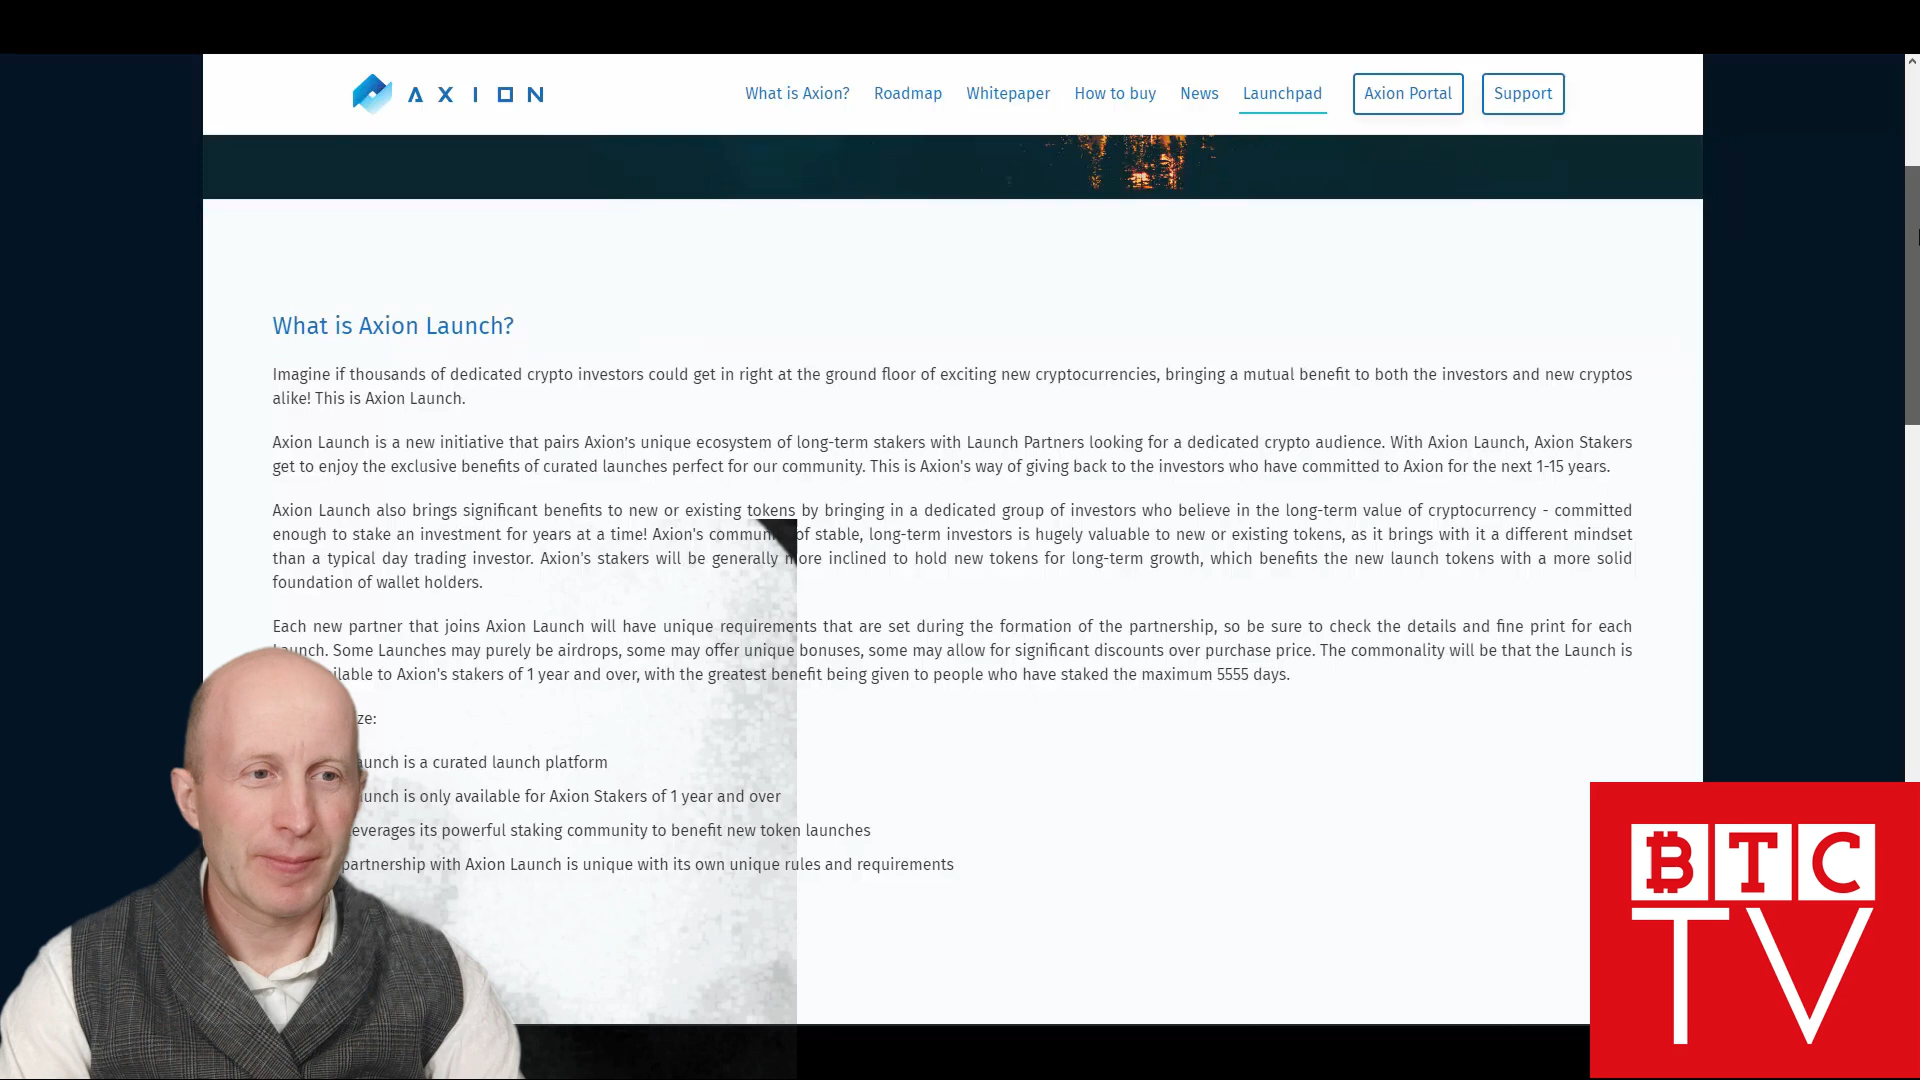 AXION
What is Axion? Roadmap Whitepaper How to buy News Launchpad Axion Portal Support
What is Axion Launch?
Imagine if thousands of dedicated crypto investors could get in right at the ground floor of exciting new cryptocurrencies, bringing a mutual benefit to both the investors and new cryptos
alike! This is Axion Launch.
Axion Launch is a new initiative that pairs Axion’s unique ecosystem of long-term stakers with Launch Partners looking for a dedicated crypto audience. With Axion Launch, Axion Stakers
get to enjoy the exclusive benefits of curated launches perfect for our community. This is Axion's way of giving back to the investors who have committed to Axion for the next 1-15 years.
Axion Launch also brings significant benefits to new or existing tokens by bringing in a dedicated group of investors who believe in the long-term value of cryptocurrency - committed
enough to stake an investment for years at a time! Axion's of stable, long-term investors is hugely valuable to new or existing tokens, as it brings with it a different mindset
than a typical day trading investor. Axion's stakers will be generally more inclined to hold new tokens for long-term growth, which benefits the new launch tokens with a more solid
foundation of wallet holders.
Each new partner that joins Axion Launch will have unique requirements that are set during the formation of the partnership, so be sure to check the details and fine print for each
Launch. Some Launches may purely be airdrops, some may offer unique bonuses, some may allow for significant discounts over purchase price. The commonality will be that the Launch is
to Axion's stakers of 1 year and over, with the greatest benefit being given to people who have staked the maximum 5555 days.
is a curated launch platform
is only available for Axion Stakers of 1 year and over
its powerful staking community to benefit new token launches
partnership with Axion Launch is unique with its own unique rules and requirements
BTC
TV